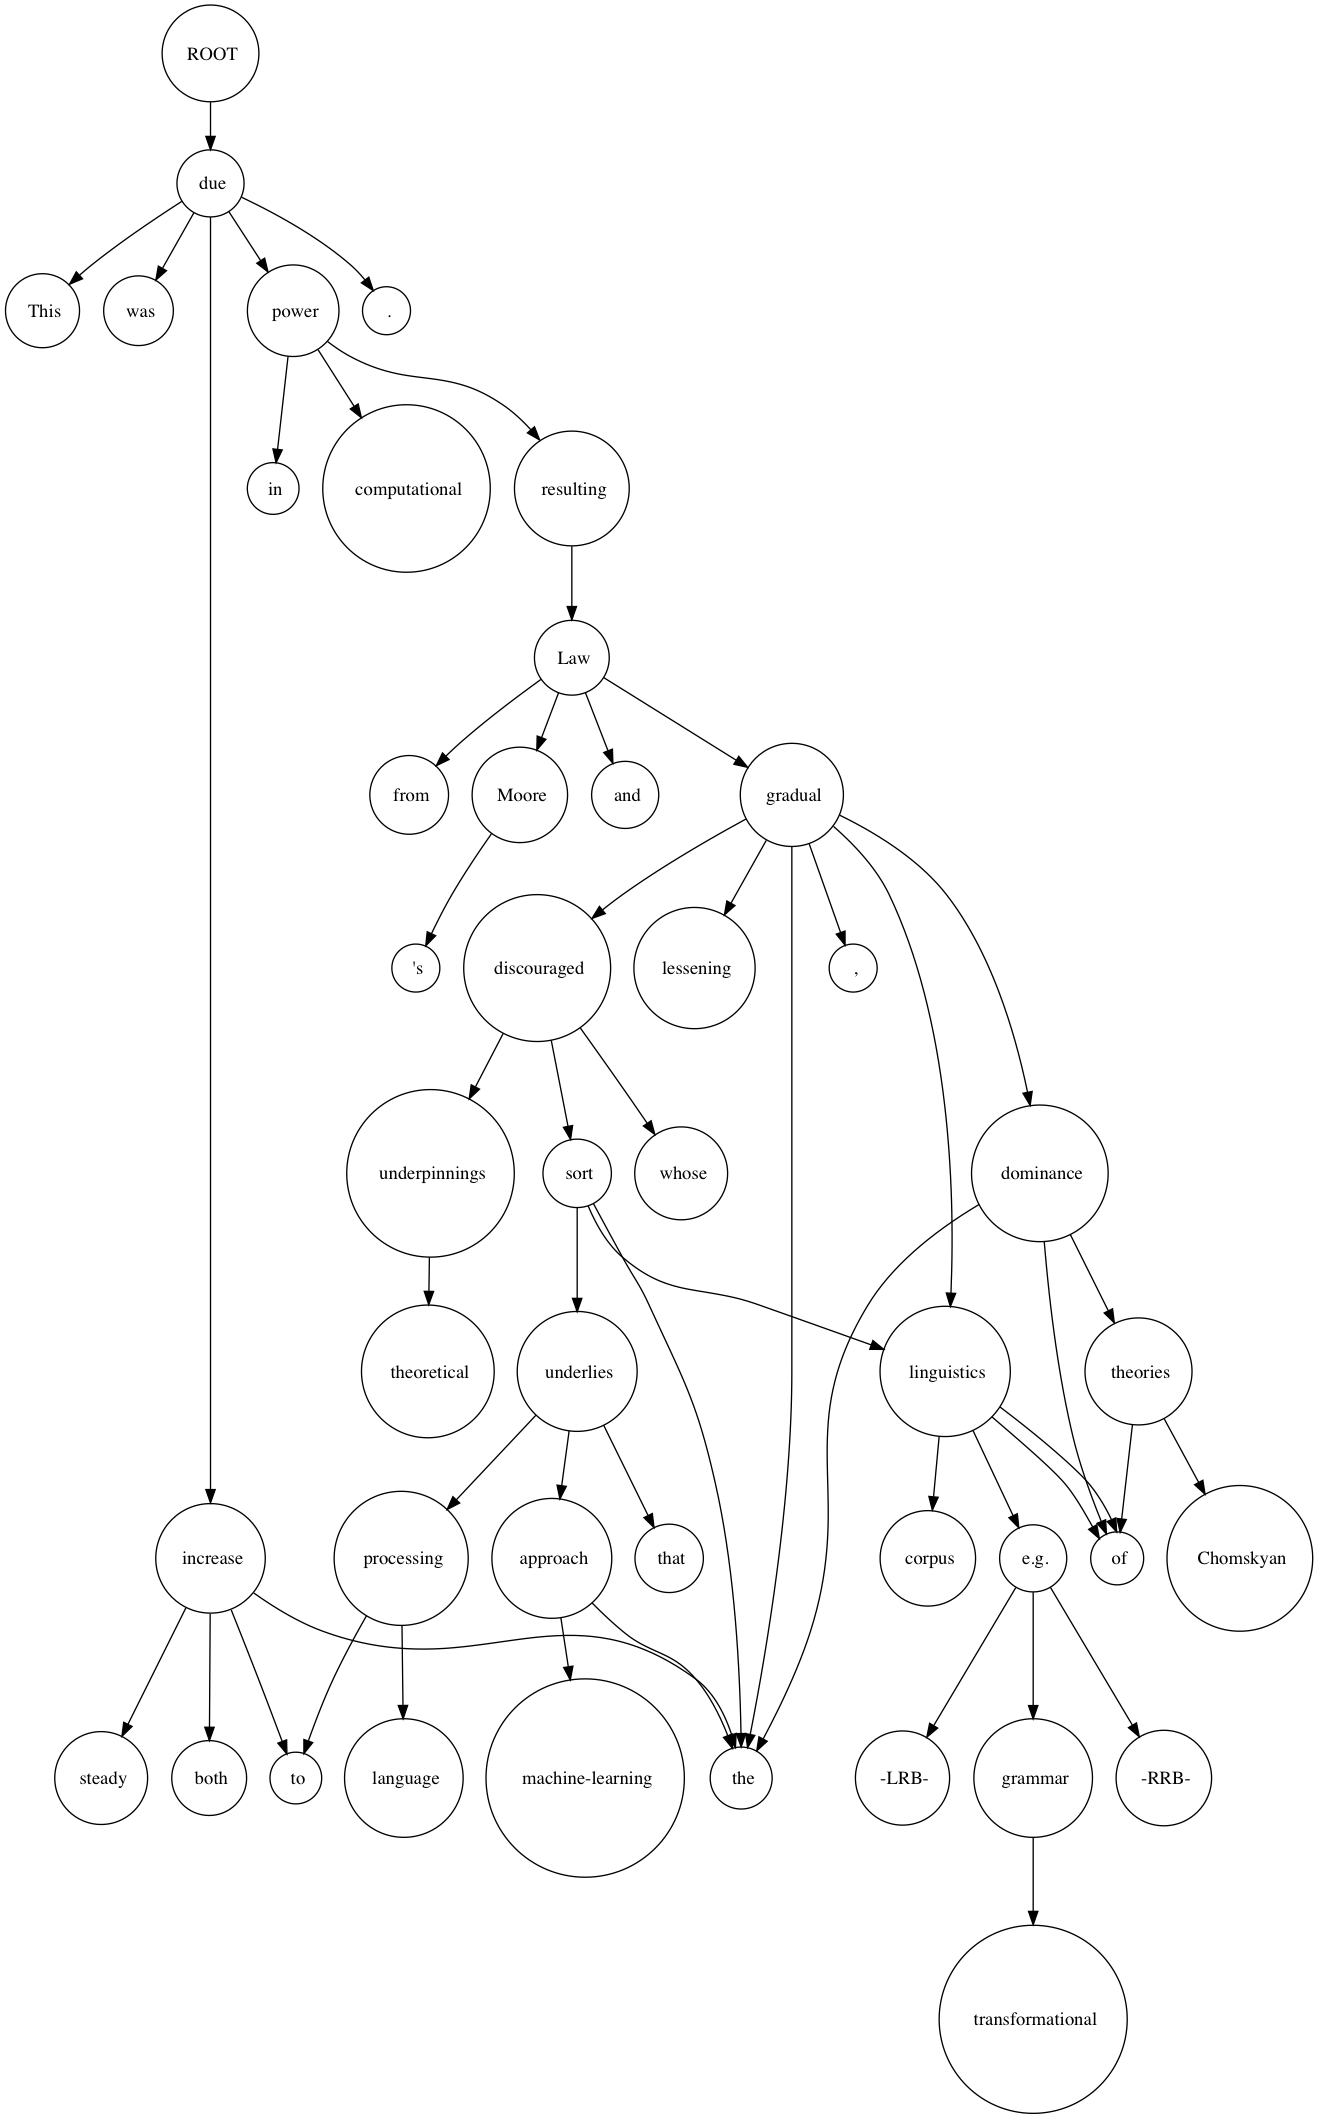 ROOT
due
This
was
power
.
in
computational
resulting
Law
from
Moore
and
gradual
's
discouraged
lessening
,
underpinnings
sort
whose
dominance
theoretical
underlies
linguistics
theories
increase
processing
approach
that
corpus
e.g.
of
Chomskyan
steady
both
to
language
machine-learning
the
-LRB-
grammar
-RRB-
transformational